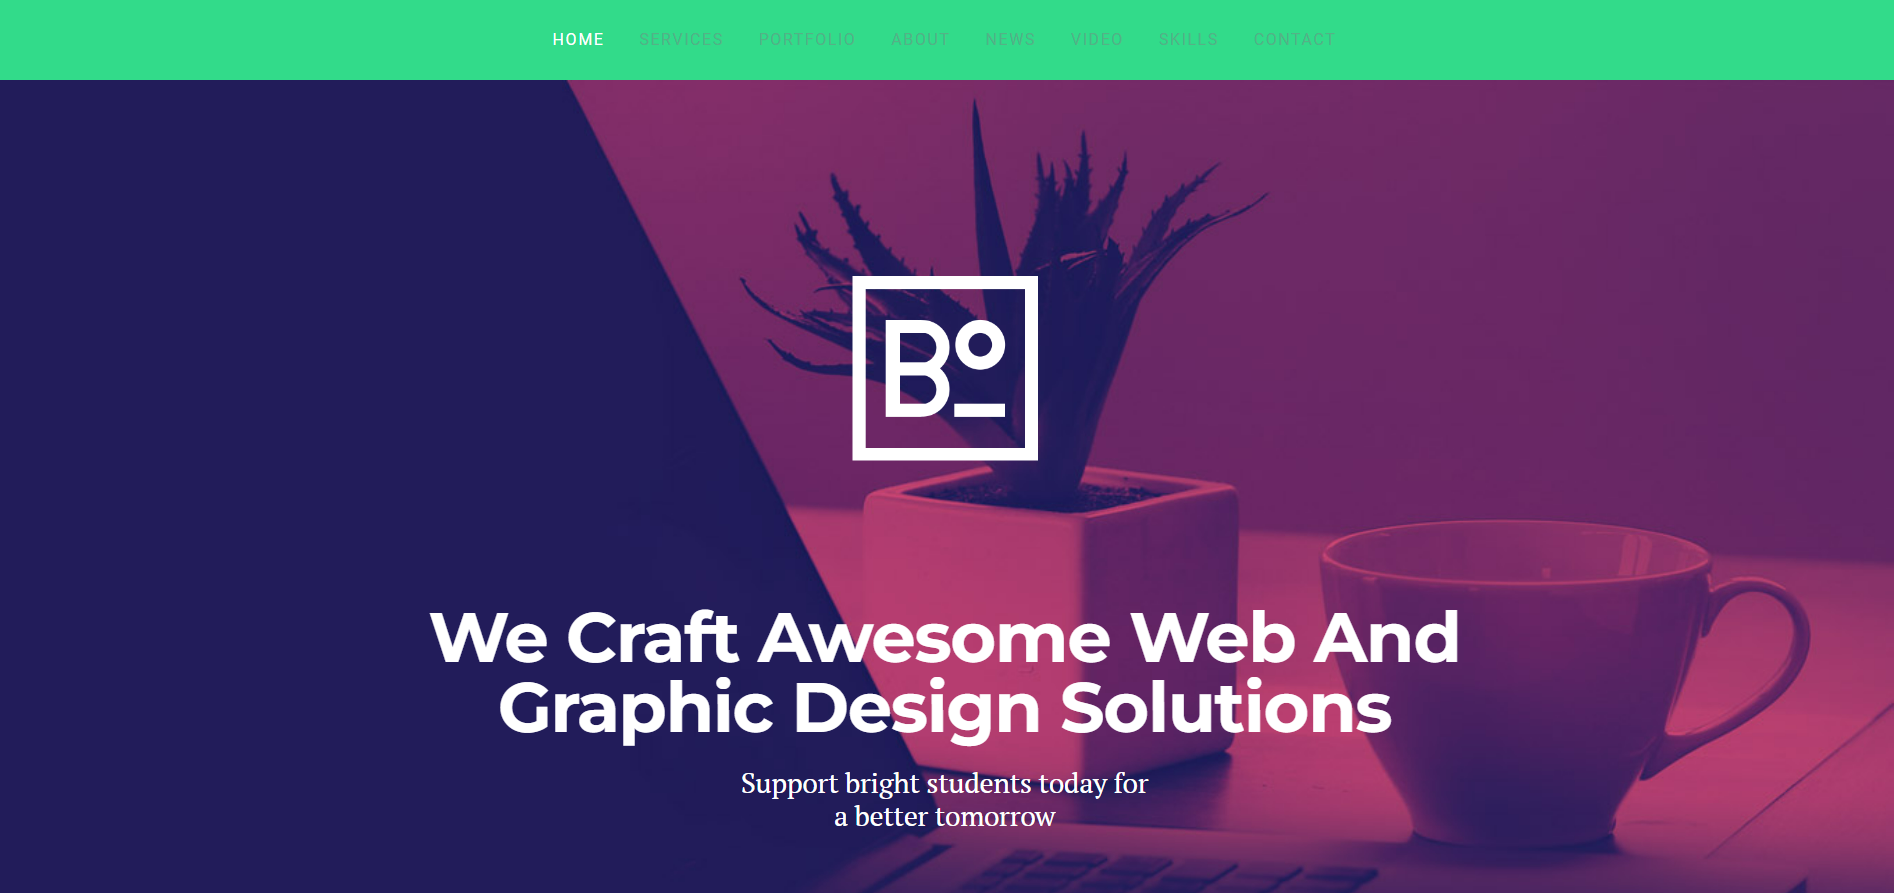 HOME SERVICES PORTFOLIO ABOUT NEWS VIDEO SKILLS CONTACT
Bo
We Craft Awesome Web And
Graphic Design Solutions
Support bright students today for
a better tomorrow